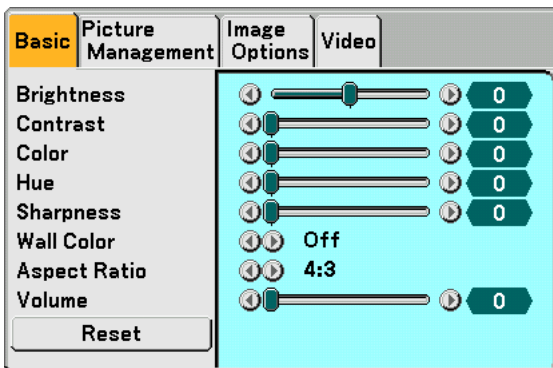 Basic
Picture
Management
Image
Options
Video
Brightness 0
Contrast 0
Color 0
Hue 0
Sharpness 0
Wall Color Off
Aspect Ratio 4:3
Volume 0
Reset